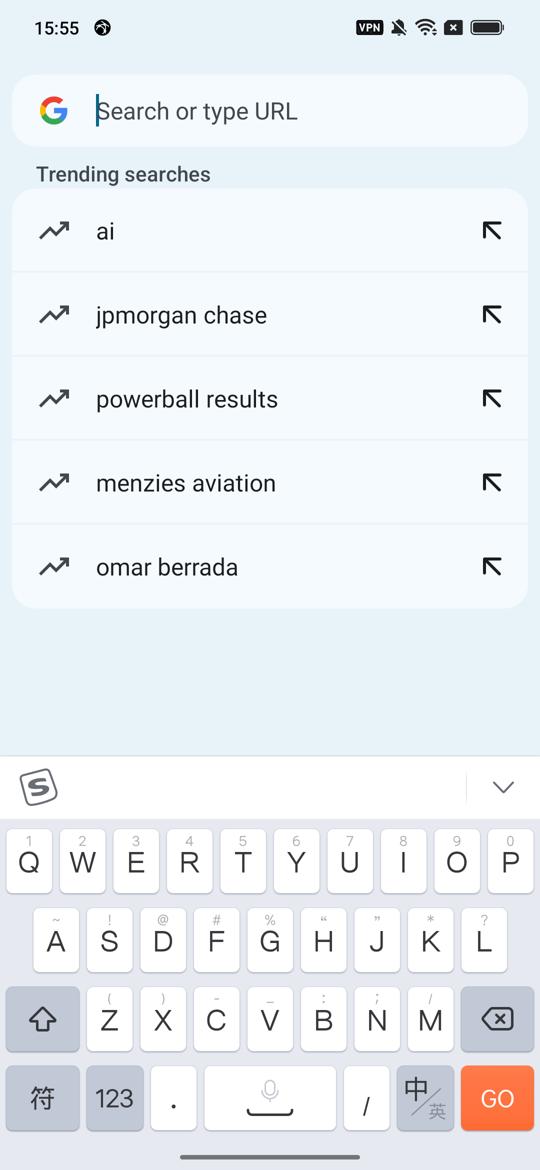 15:55
VPN
Search or type URL
Trending searches
ai
jpmorgan chase
powerball results
menzies aviation
omar berrada
1 2 3 4 5 6 7 8 9 0
Q W E R T Y U I O P
~ ! @ # % “ ” * ?
A S D F G H J K L
( ) - _ : ; /
Z X C V B N M
符 123 . / 中/英 GO